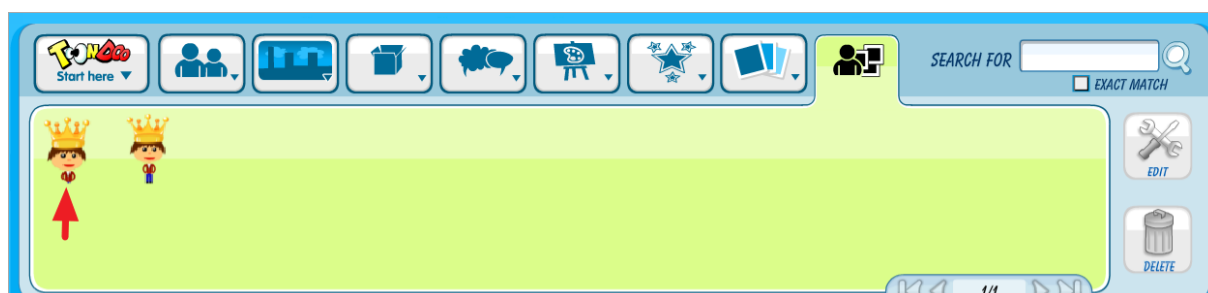 TOONDOO
Start here
SEARCH FOR
EXACT MATCH
EDIT
DELETE
1/1